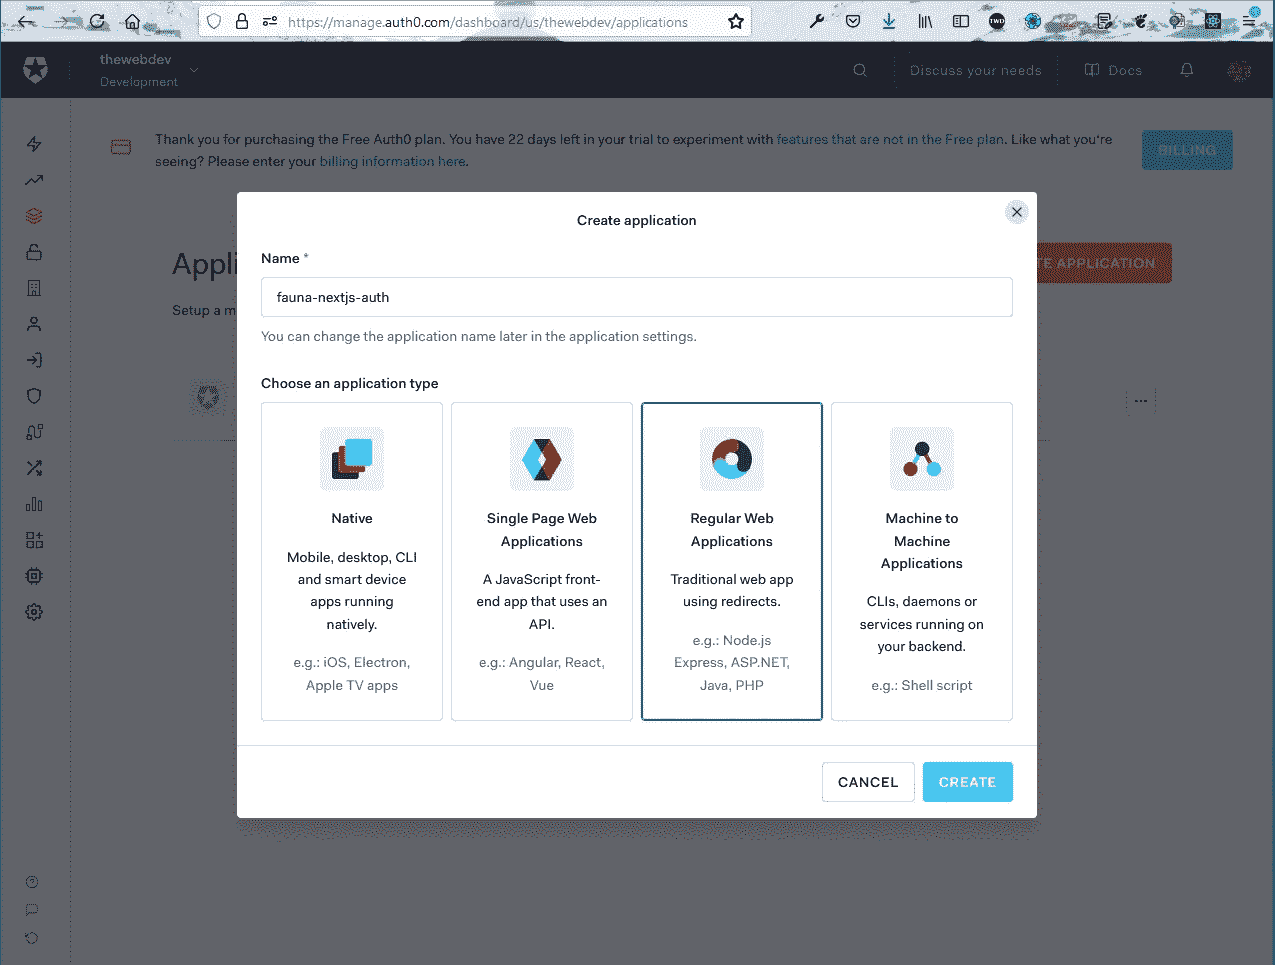 https://manage.auth0.com/dashboard/us/thewebdev/applications
TWD
thewebdev
Development
Discuss your needs
Docs
Thank you for purchasing the Free Auth0 plan. You have 22 days left in your trial to experiment with features that are not in the Free plan. Like what you're
seeing? Please enter your billing information here.
BILLING
Appli
TE APPLICATION
Setup a m
Create application
Name *
fauna-nextjs-auth
You can change the application name later in the application settings.
Choose an application type
Native
Mobile, desktop, CLI
and smart device
apps running
natively.
e.g.: iOS, Electron,
Apple TV apps
Single Page Web
Applications
A JavaScript front-
end app that uses an
API.
e.g.: Angular, React,
Vue
Regular Web
Applications
Traditional web app
using redirects.
e.g.: Node.js
Express, ASP.NET,
Java, PHP
Machine to
Machine
Applications
CLIs, daemons or
services running on
your backend.
e.g.: Shell script
CANCEL
CREATE